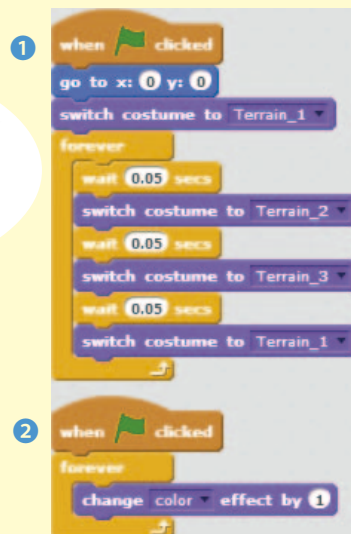 1
when clicked
go to x: 0 y: 0
switch costume to Terrain_1
forever
wait 0.05 secs
switch costume to Terrain_2
wait 0.05 secs
switch costume to Terrain_3
wait 0.05 secs
switch costume to Terrain_1
2
when clicked
forever
change color effect by 1